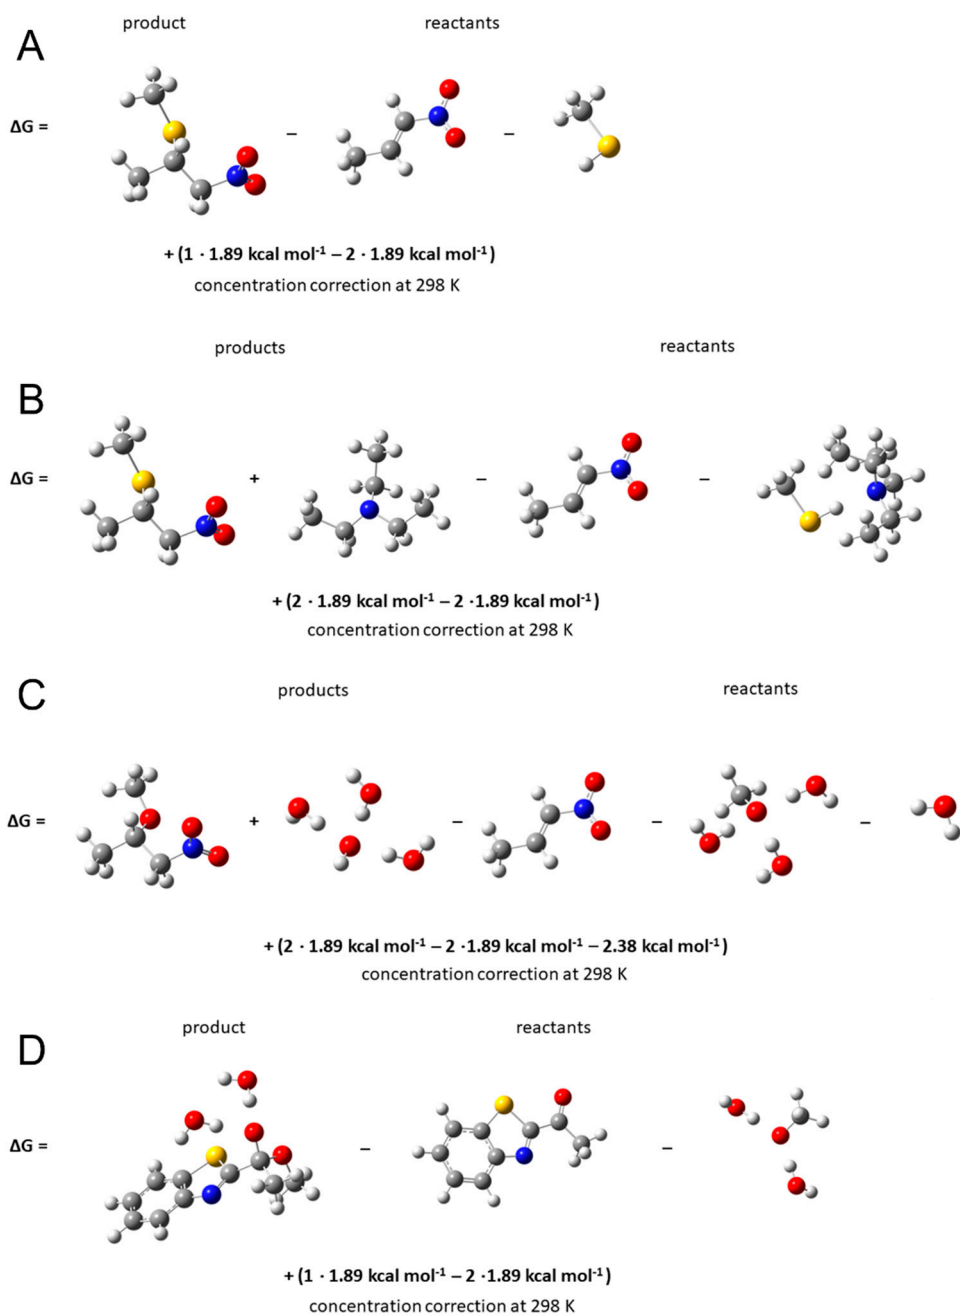 A
product reactants
ΔG = – –
+ (1 · 1.89 kcal mol⁻¹ – 2 · 1.89 kcal mol⁻¹)
concentration correction at 298 K
products reactants
B
ΔG = + – –
+ (2 · 1.89 kcal mol⁻¹ – 2 ·1.89 kcal mol⁻¹)
concentration correction at 298 K
C
products reactants
ΔG = + – – –
+ (2 · 1.89 kcal mol⁻¹ – 2 ·1.89 kcal mol⁻¹ – 2.38 kcal mol⁻¹)
concentration correction at 298 K
D
product reactants
ΔG = – –
+ (1 · 1.89 kcal mol⁻¹ – 2 ·1.89 kcal mol⁻¹)
concentration correction at 298 K